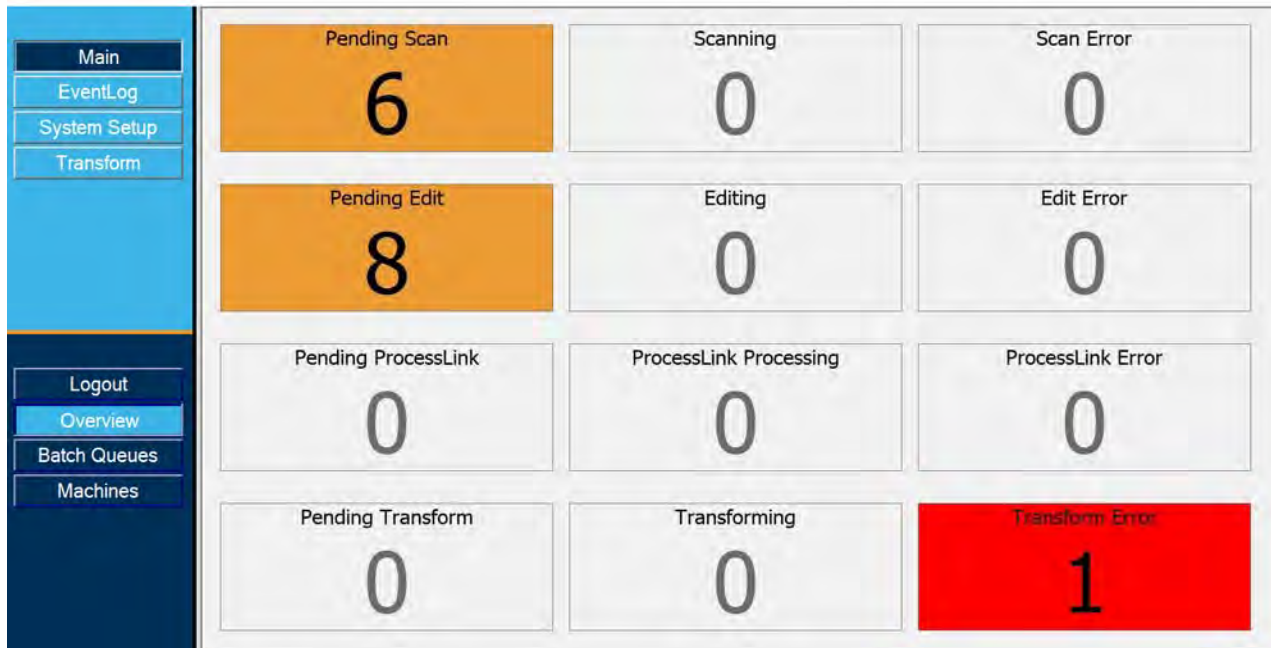 Main
EventLog
System Setup
Transform
Logout
Overview
Batch Queues
Machines
Pending Scan
6
Scanning
0
Scan Error
0
Pending Edit
8
Editing
0
Edit Error
0
Pending ProcessLink
0
ProcessLink Processing
0
ProcessLink Error
0
Pending Transform
0
Transforming
0
Transform Error
1